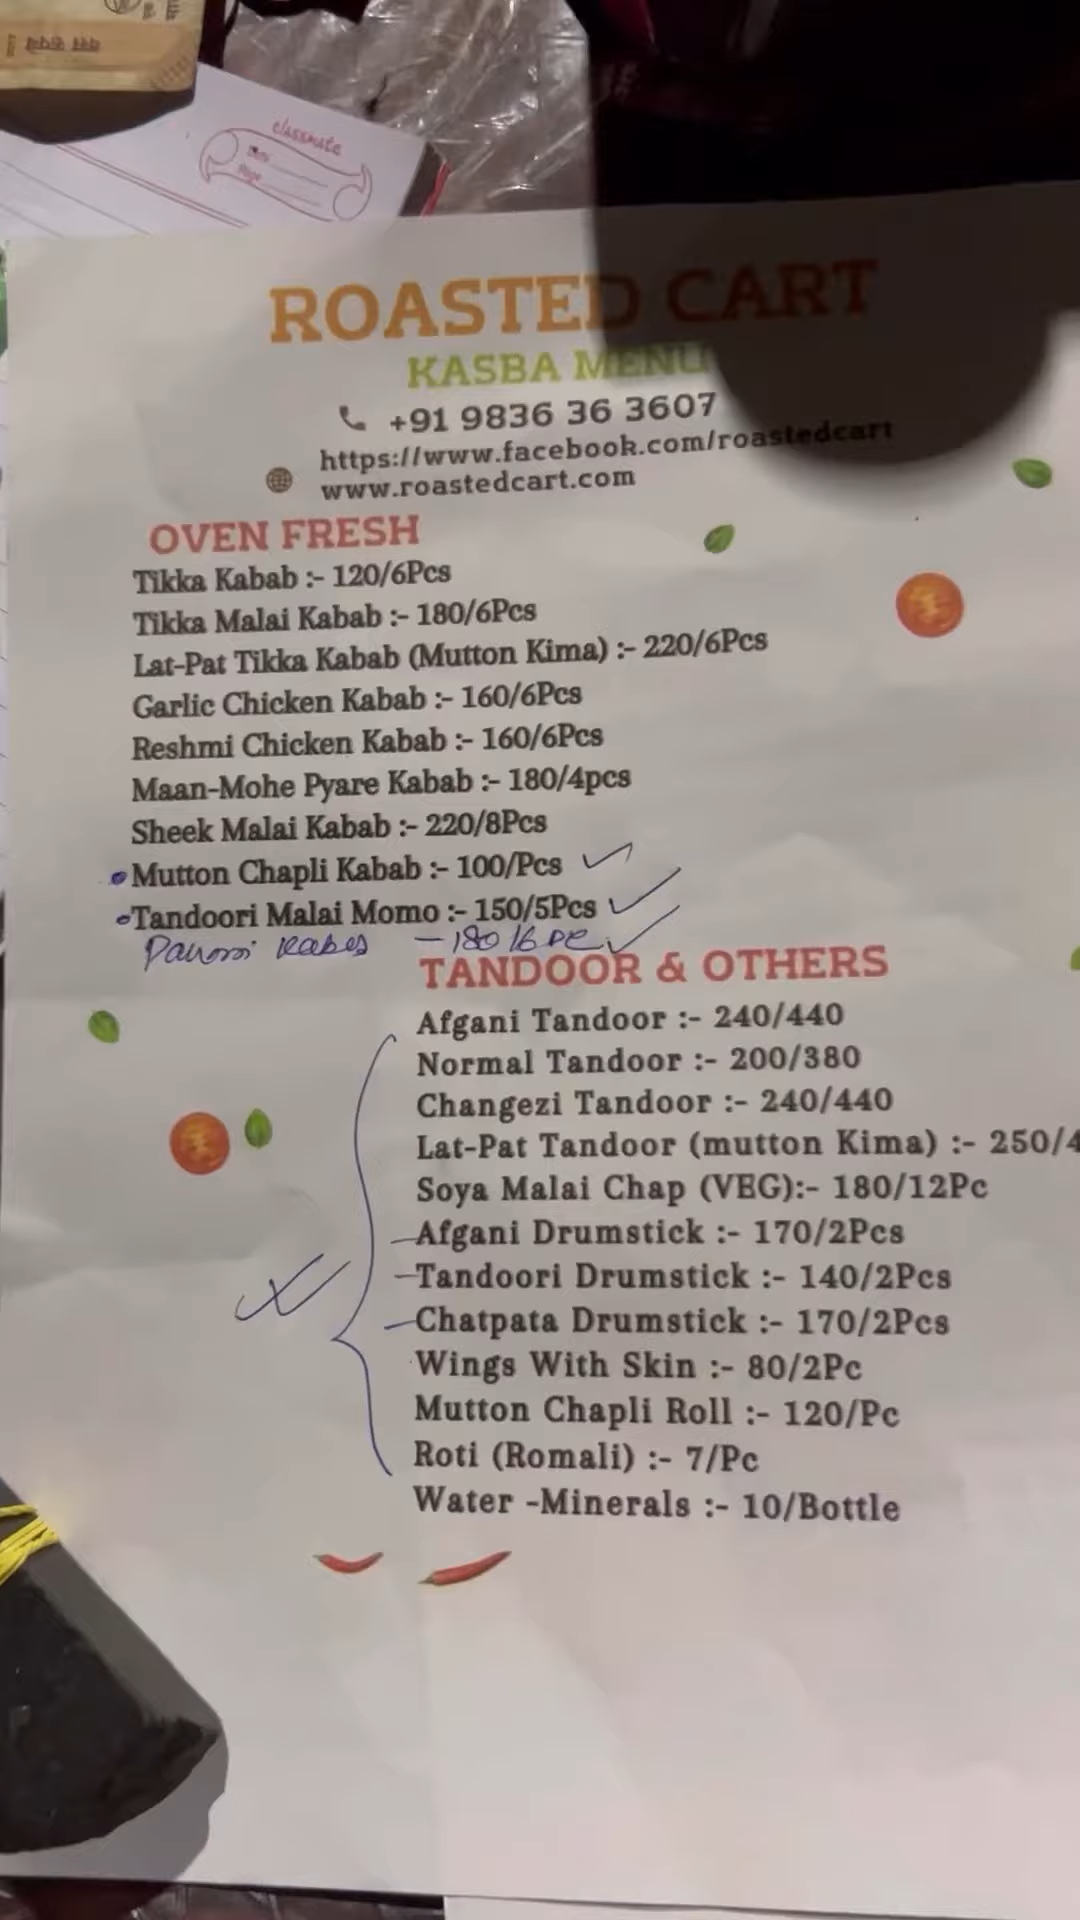 classmate
Date
Page
ROASTED CART
KASBA MENU
+91 9836 36 3607
https://www.facebook.com/roastedcart
www.roastedcart.com
OVEN FRESH
Tikka Kabab :- 120/6Pcs
Tikka Malai Kabab :- 180/6Pcs
Lat-Pat Tikka Kabab (Mutton Kima) :- 220/6Pcs
Garlic Chicken Kabab :- 160/6Pcs
Reshmi Chicken Kabab :- 160/6Pcs
Maan-Mohe Pyare Kabab :- 180/4pcs
Sheek Malai Kabab :- 220/8Pcs
Mutton Chapli Kabab :- 100/Pcs
Tandoori Malai Momo :- 150/5Pcs
- 180/6pc
TANDOOR & OTHERS
Afgani Tandoor :- 240/440
Normal Tandoor :- 200/380
Changezi Tandoor :- 240/440
Lat-Pat Tandoor (mutton Kima) :- 250/4
Soya Malai Chap (VEG):- 180/12Pc
Afgani Drumstick :- 170/2Pcs
Tandoori Drumstick :- 140/2Pcs
Chatpata Drumstick :- 170/2Pcs
Wings With Skin :- 80/2Pc
Mutton Chapli Roll :- 120/Pc
Roti (Romali) :- 7/Pc
Water -Minerals :- 10/Bottle